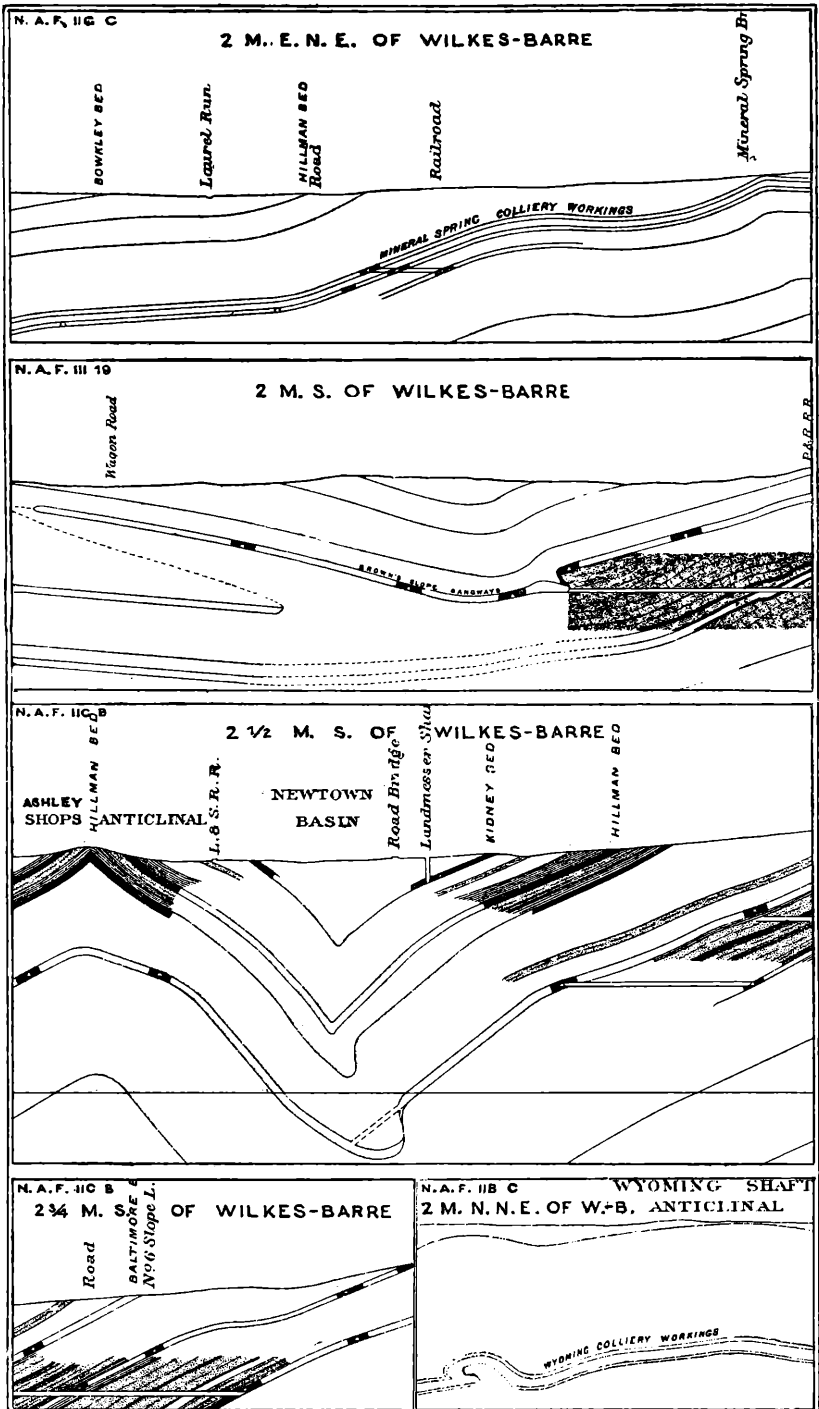 N. A. F. IIC C
2 M. E. N. E. OF WILKES-BARRE
BOWKLEY BED
Laurel Run
HILLMAN BED
Road
Railroad
Mineral Spring Br
MINERAL SPRING COLLIERY WORKINGS
N. A. F. III 19
2 M. S. OF WILKES-BARRE
Wagon Road
BROWN'S SLOPE GANGWAYS
N. A. F. IIC B
2 1/2 M. S. OF WILKES-BARRE
ASHLEY
SHOPS ANTICLINAL
HILLMAN BED
L. & S. R. R.
NEWTOWN
BASIN
Road Bridge
Landmesser Sha
KIDNEY BED
HILLMAN BED
N. A. F. IIC B
2 3/4 M. S. OF WILKES-BARRE
Road
BALTIMORE B
No 6 Slope L.
N. A. F. IIB C
WYOMING SHAFT
2 M. N. N. E. OF W.-B. ANTICLINAL
WYOMING COLLIERY WORKINGS